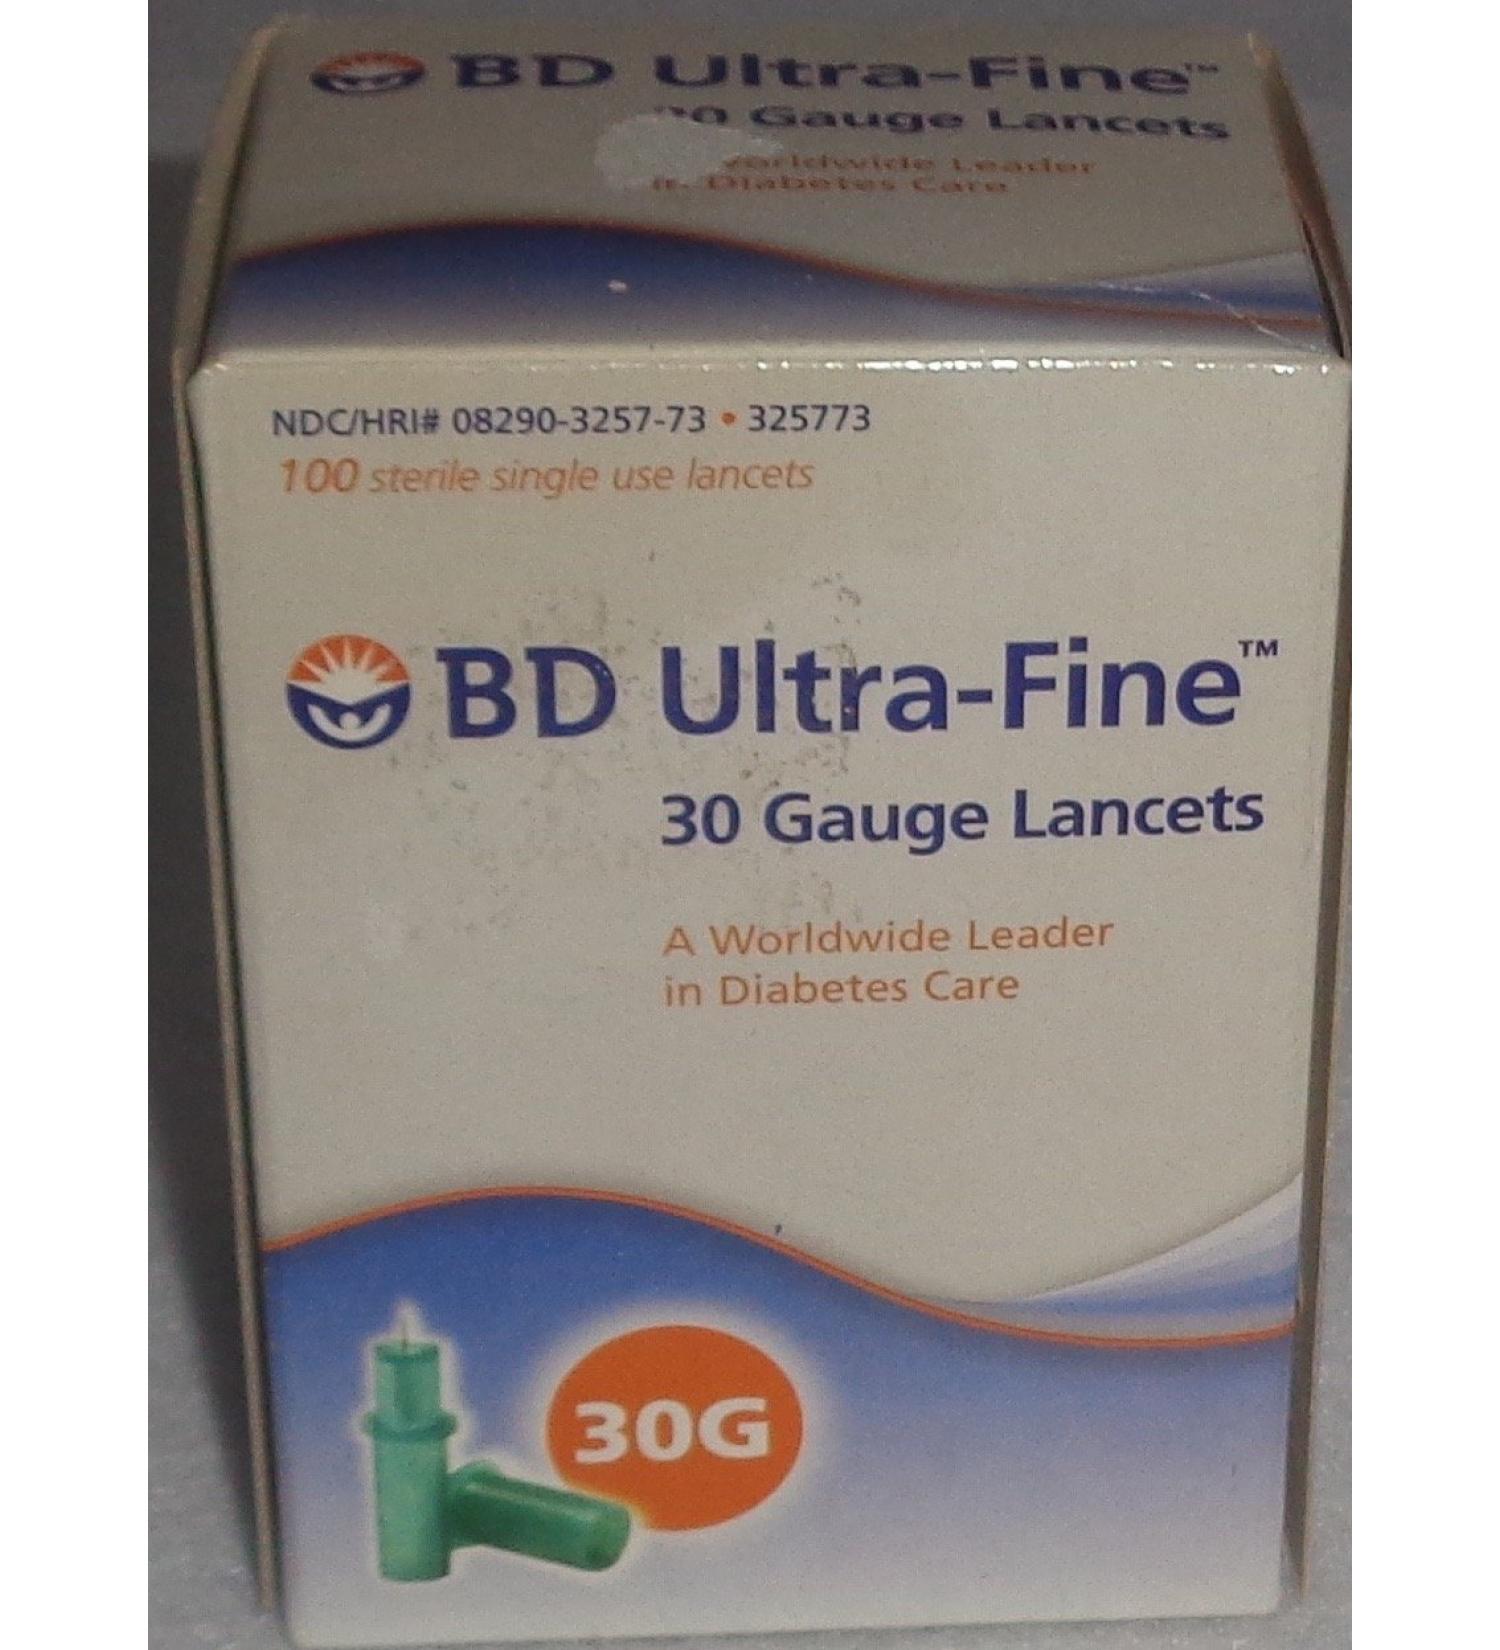 BD Ultra-Fine™
Gauge Lancets
Worldwide Leader
in Diabetes Care
NDC/HRI# 08290-3257-73 • 325773
100 sterile single use lancets
BD Ultra-Fine™
30 Gauge Lancets
A Worldwide Leader
in Diabetes Care
30G